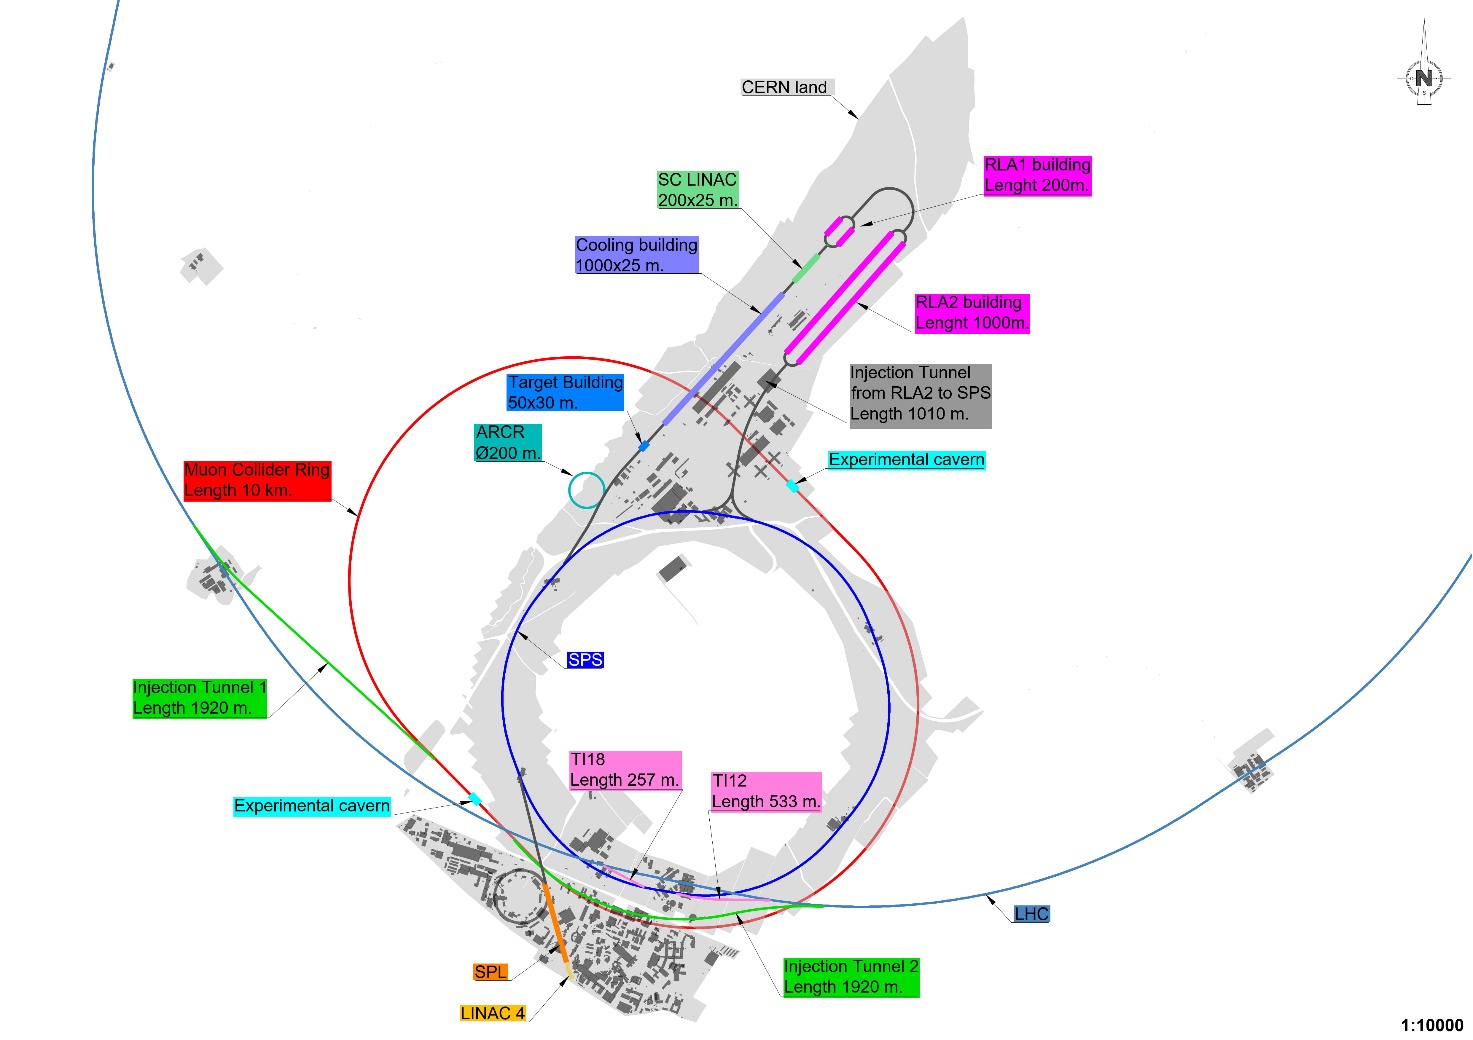 CERN land
N
S
RLA1 building
Lenght 200m.
SC LINAC
200x25 m.
Cooling building
1000x25 m.
RLA2 building
Lenght 1000m.
Injection Tunnel
from RLA2 to SPS
Length 1010 m.
Target Building
50x30 m.
ARCR
Ø200 m.
Experimental cavern
Muon Collider Ring
Length 10 km.
SPS
Injection Tunnel 1
Length 1920 m.
TI18
Length 257 m.
TI12
Length 533 m.
Experimental cavern
LHC
SPL
Injection Tunnel 2
Length 1920 m.
LINAC 4
1:10000